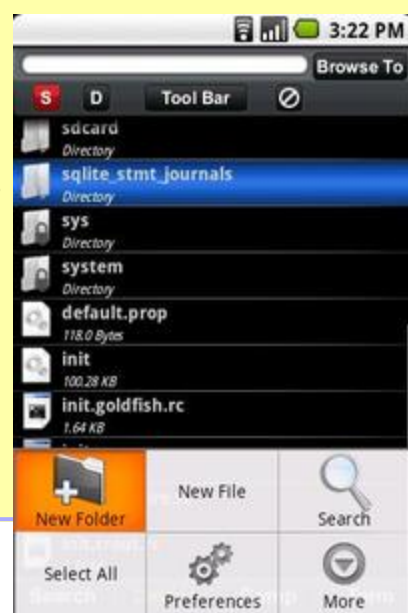 3:22 PM
Browse To
S D Tool Bar
sdcard
Directory
sqlite_stmt_journals
Directory
sys
Directory
system
Directory
default.prop
118.0 Bytes
init
100.28 KB
init.goldfish.rc
1.64 KB
New Folder New File Search
Select All Preferences More